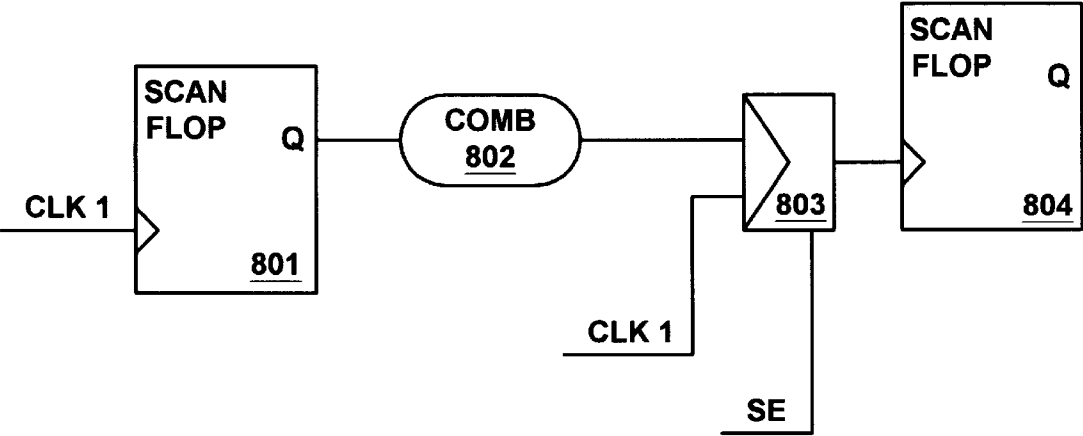 SCAN
FLOP
Q
801
CLK 1
COMB
802
803
CLK 1
SE
SCAN
FLOP
Q
804